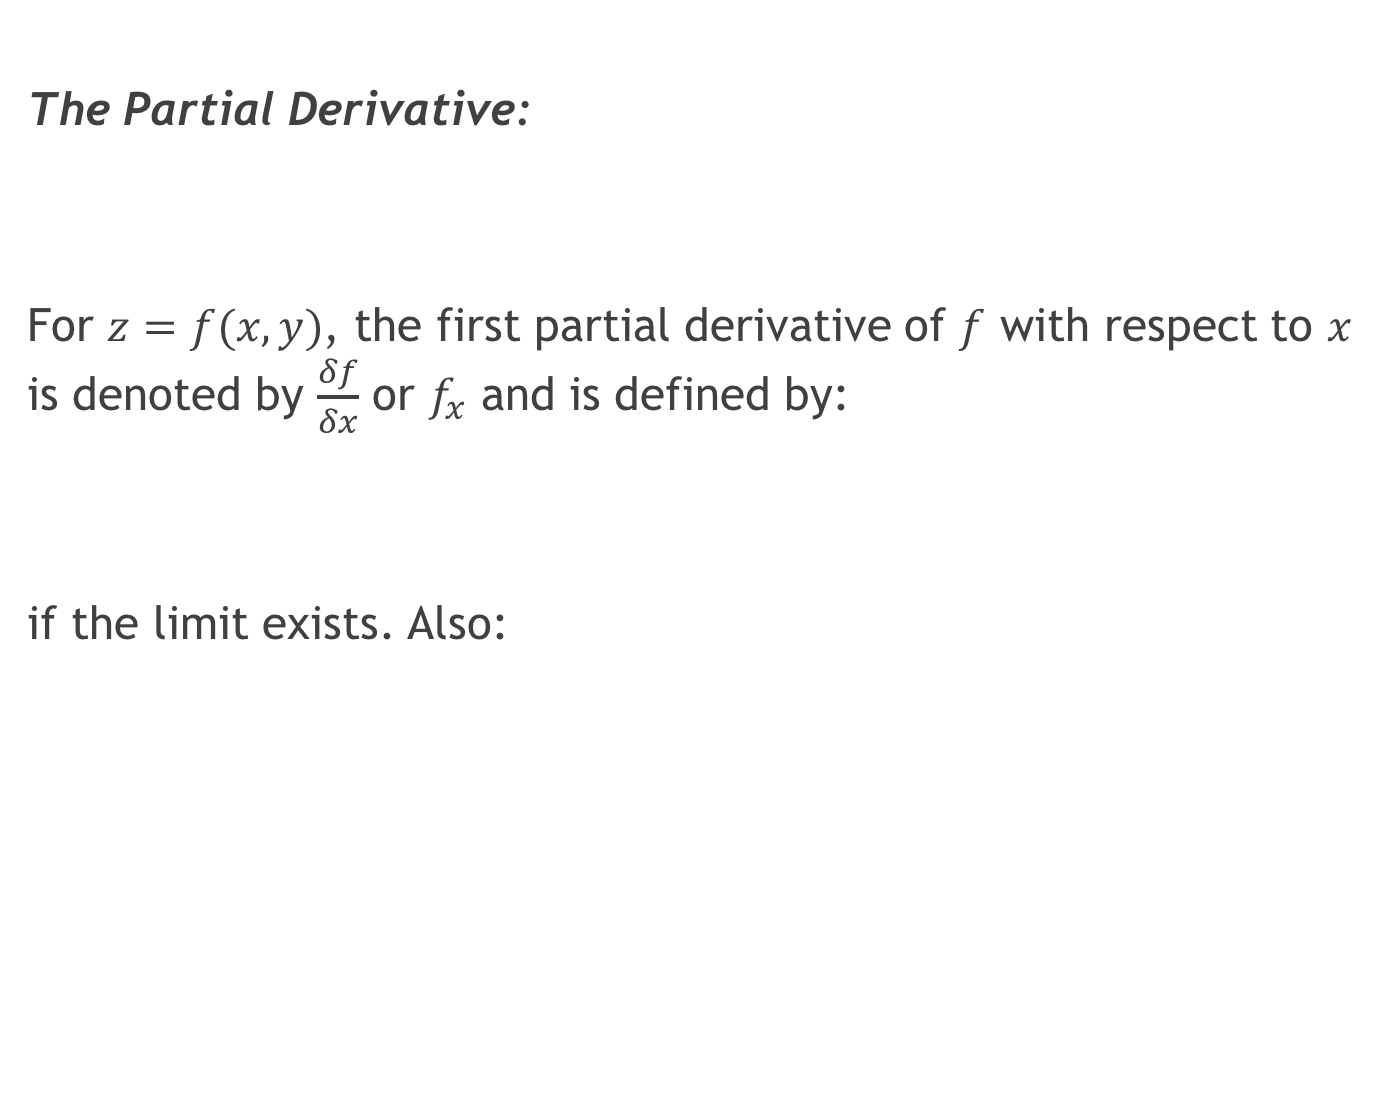 The Partial Derivative:
For z = f(x, y), the first partial derivative of f with respect to x
is denoted by δf/δx or fₓ and is defined by:
if the limit exists. Also: